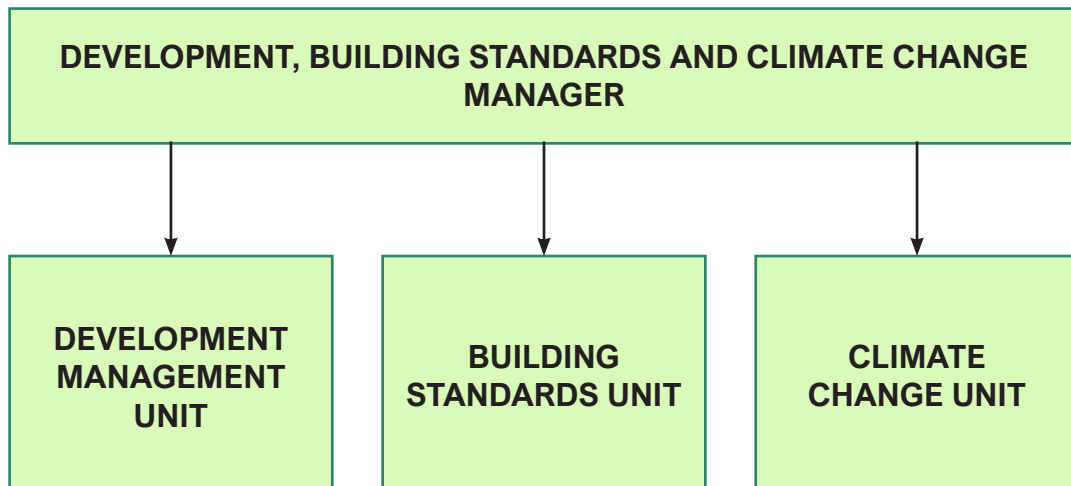 DEVELOPMENT, BUILDING STANDARDS AND CLIMATE CHANGE
MANAGER
DEVELOPMENT
MANAGEMENT
UNIT
BUILDING
STANDARDS UNIT
CLIMATE
CHANGE UNIT